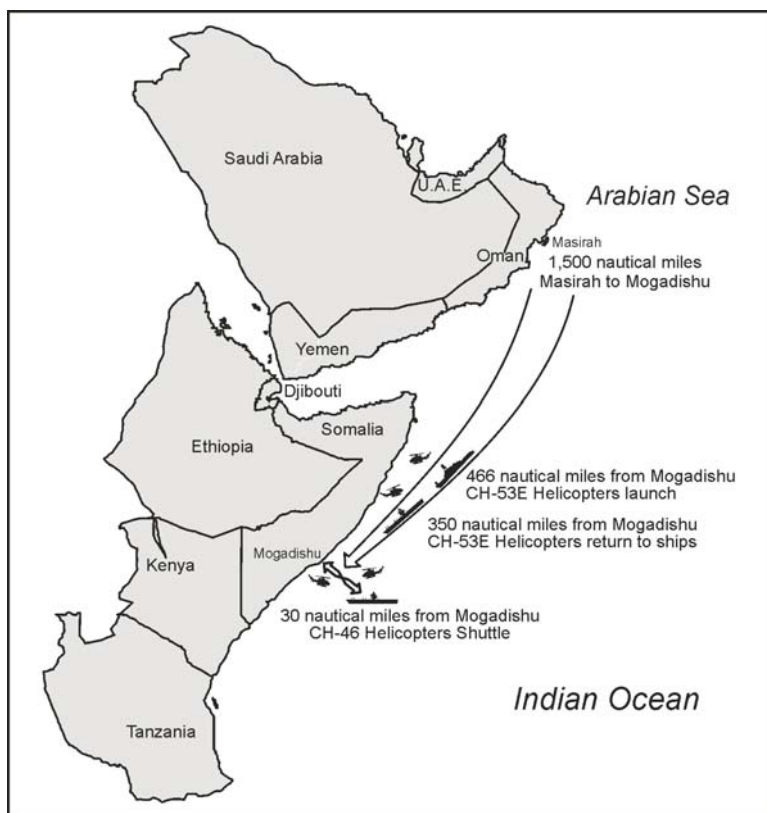 Saudi Arabia
U.A.E.
Arabian Sea
Masirah
Oman
1,500 nautical miles
Masirah to Mogadishu
Yemen
Djibouti
Somalia
Ethiopia
466 nautical miles from Mogadishu
CH-53E Helicopters launch
350 nautical miles from Mogadishu
CH-53E Helicopters return to ships
Mogadishu
Kenya
30 nautical miles from Mogadishu
CH-46 Helicopters Shuttle
Indian Ocean
Tanzania